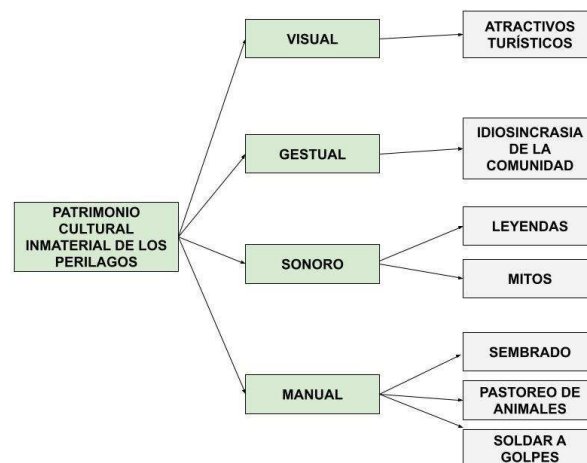 VISUAL
ATRACTIVOS
TURÍSTICOS
GESTUAL
IDIOSINCRASIA
DE LA
COMUNIDAD
PATRIMONIO
CULTURAL
INMATERIAL DE LOS
PERILAGOS
SONORO
LEYENDAS
MITOS
MANUAL
SEMBRADO
PASTOREO DE
ANIMALES
SOLDAR A
GOLPES